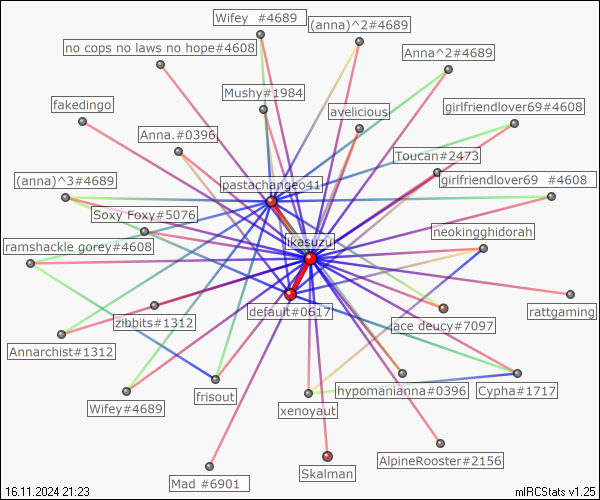 Wifey #4689
(anna)^2#4689
no cops no laws no hope#4608
Anna^2#4689
Mushy#1984
fakedingo
avelicious
girlfriendlover69#4608
Anna.#0396
Toucan#2473
(anna)^3#4689
pastachangeo41
girlfriendlover69 #4608
Soxy Foxy#5076
neokingghidorah
ramshackle gorey#4608
ikasuzu
rattgaming
default#0617
zibbits#1312
ace deucy#7097
Annarchist#1312
hypomanianna#0396
Cypha#1717
frisout
Wifey#4689
xenoyaut
AlpineRooster#2156
Skalman
Mad #6901
16.11.2024 21:23
mIRCStats v1.25